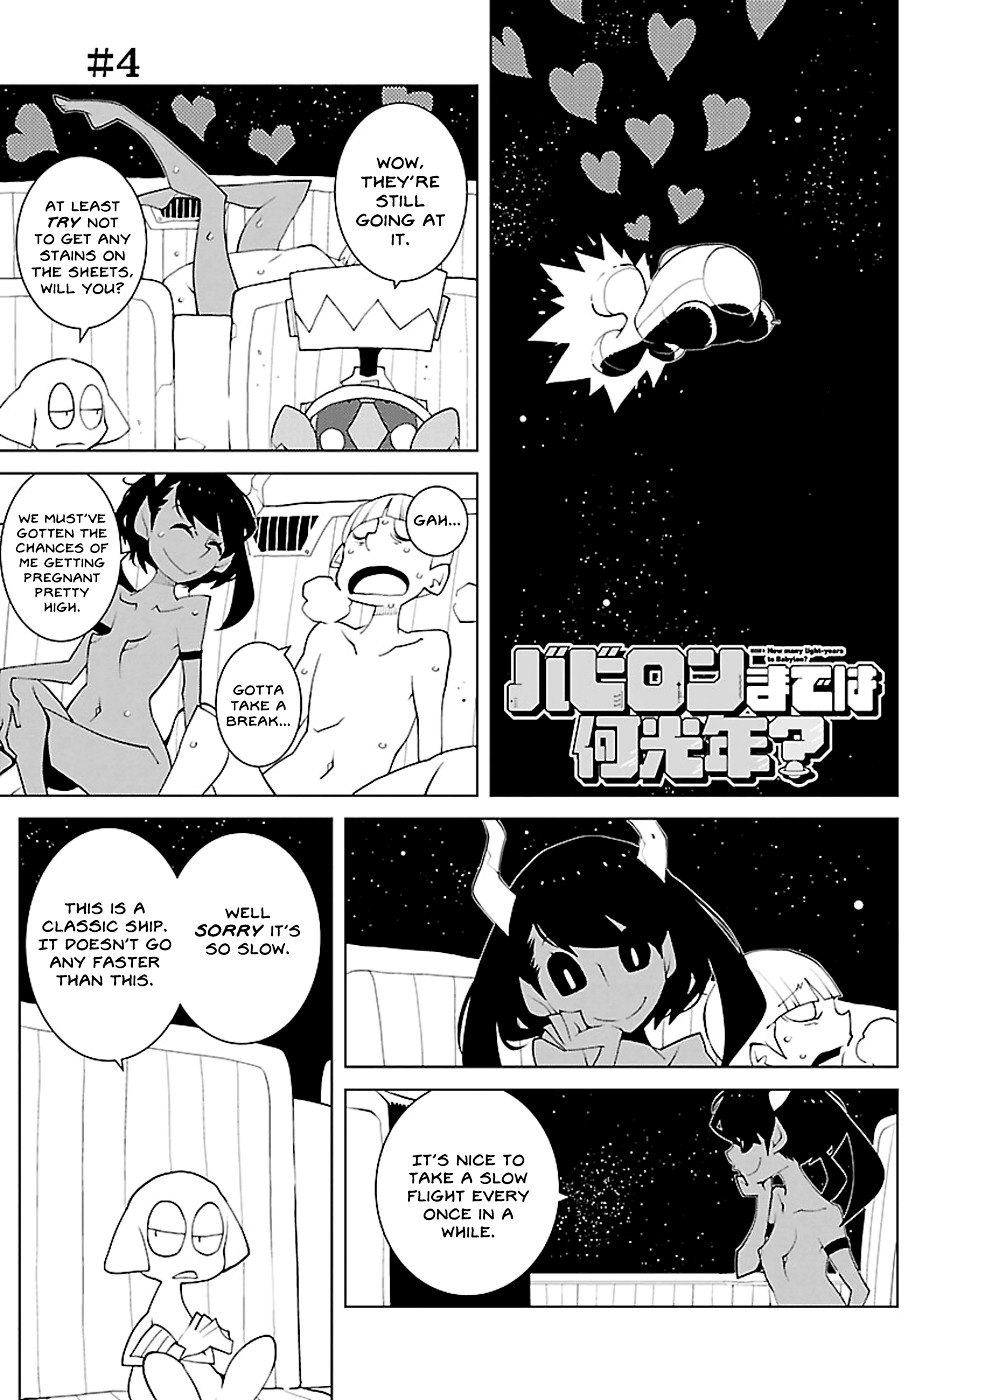 How many light-years
to Babylon?
バビロンまでは
何光年?
#4
WOW,
THEY'RE
STILL
GOING AT
IT.
AT LEAST
TRY NOT
TO GET ANY
STAINS ON
THE SHEETS,
WILL YOU?
GAH...
GOTTA
TAKE A
BREAK...
WE MUST'VE
GOTTEN THE
CHANCES OF
ME GETTING
PREGNANT
PRETTY
HIGH.
IT'S NICE TO
TAKE A SLOW
FLIGHT EVERY
ONCE IN A
WHILE.
WELL
SORRY IT'S
SO SLOW.
THIS IS A
CLASSIC SHIP.
IT DOESN'T GO
ANY FASTER
THAN THIS.